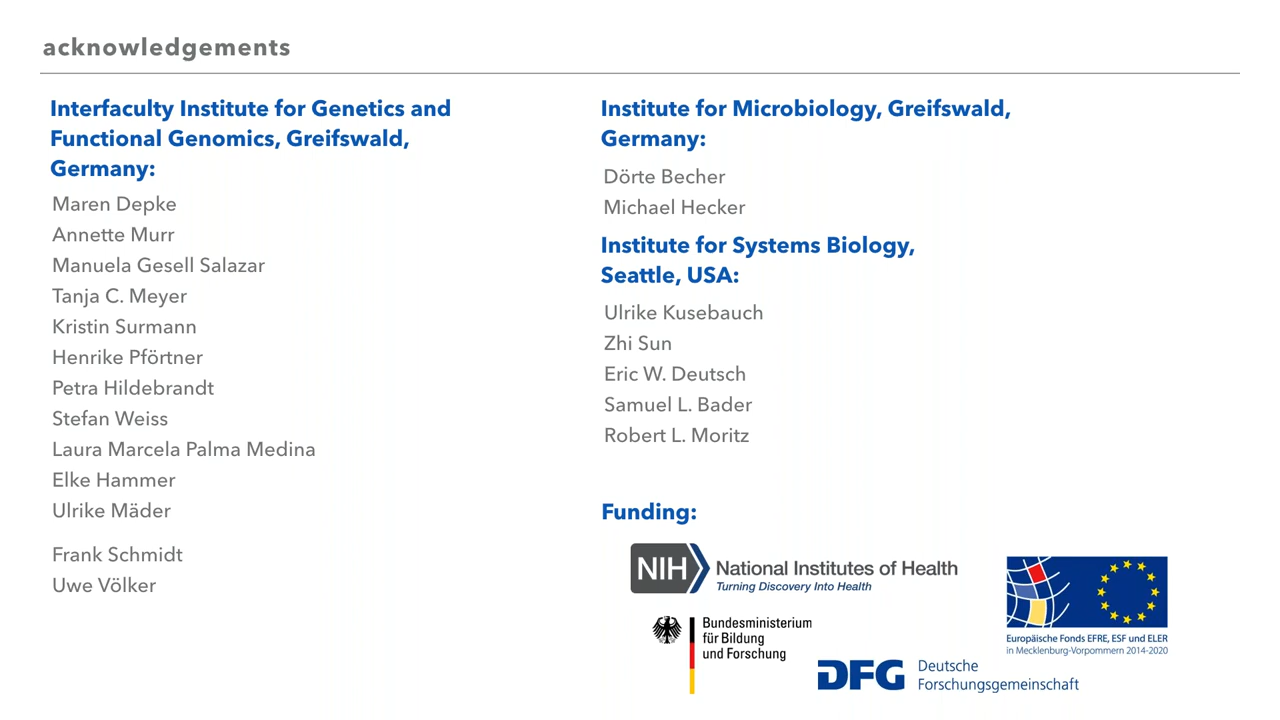 acknowledgements
Interfaculty Institute for Genetics and
Functional Genomics, Greifswald,
Germany:
Maren Depke
Annette Murr
Manuela Gesell Salazar
Tanja C. Meyer
Kristin Surmann
Henrike Pförtner
Petra Hildebrandt
Stefan Weiss
Laura Marcela Palma Medina
Elke Hammer
Ulrike Mäder
Frank Schmidt
Uwe Völker
Institute for Microbiology, Greifswald,
Germany:
Dörte Becher
Michael Hecker
Institute for Systems Biology,
Seattle, USA:
Ulrike Kusebauch
Zhi Sun
Eric W. Deutsch
Samuel L. Bader
Robert L. Moritz
Funding:
NIH National Institutes of Health
Turning Discovery Into Health
Bundesministerium
für Bildung
und Forschung
Europäische Fonds EFRE, ESF und ELER
in Mecklenburg-Vorpommern 2014-2020
DFG Deutsche
Forschungsgemeinschaft